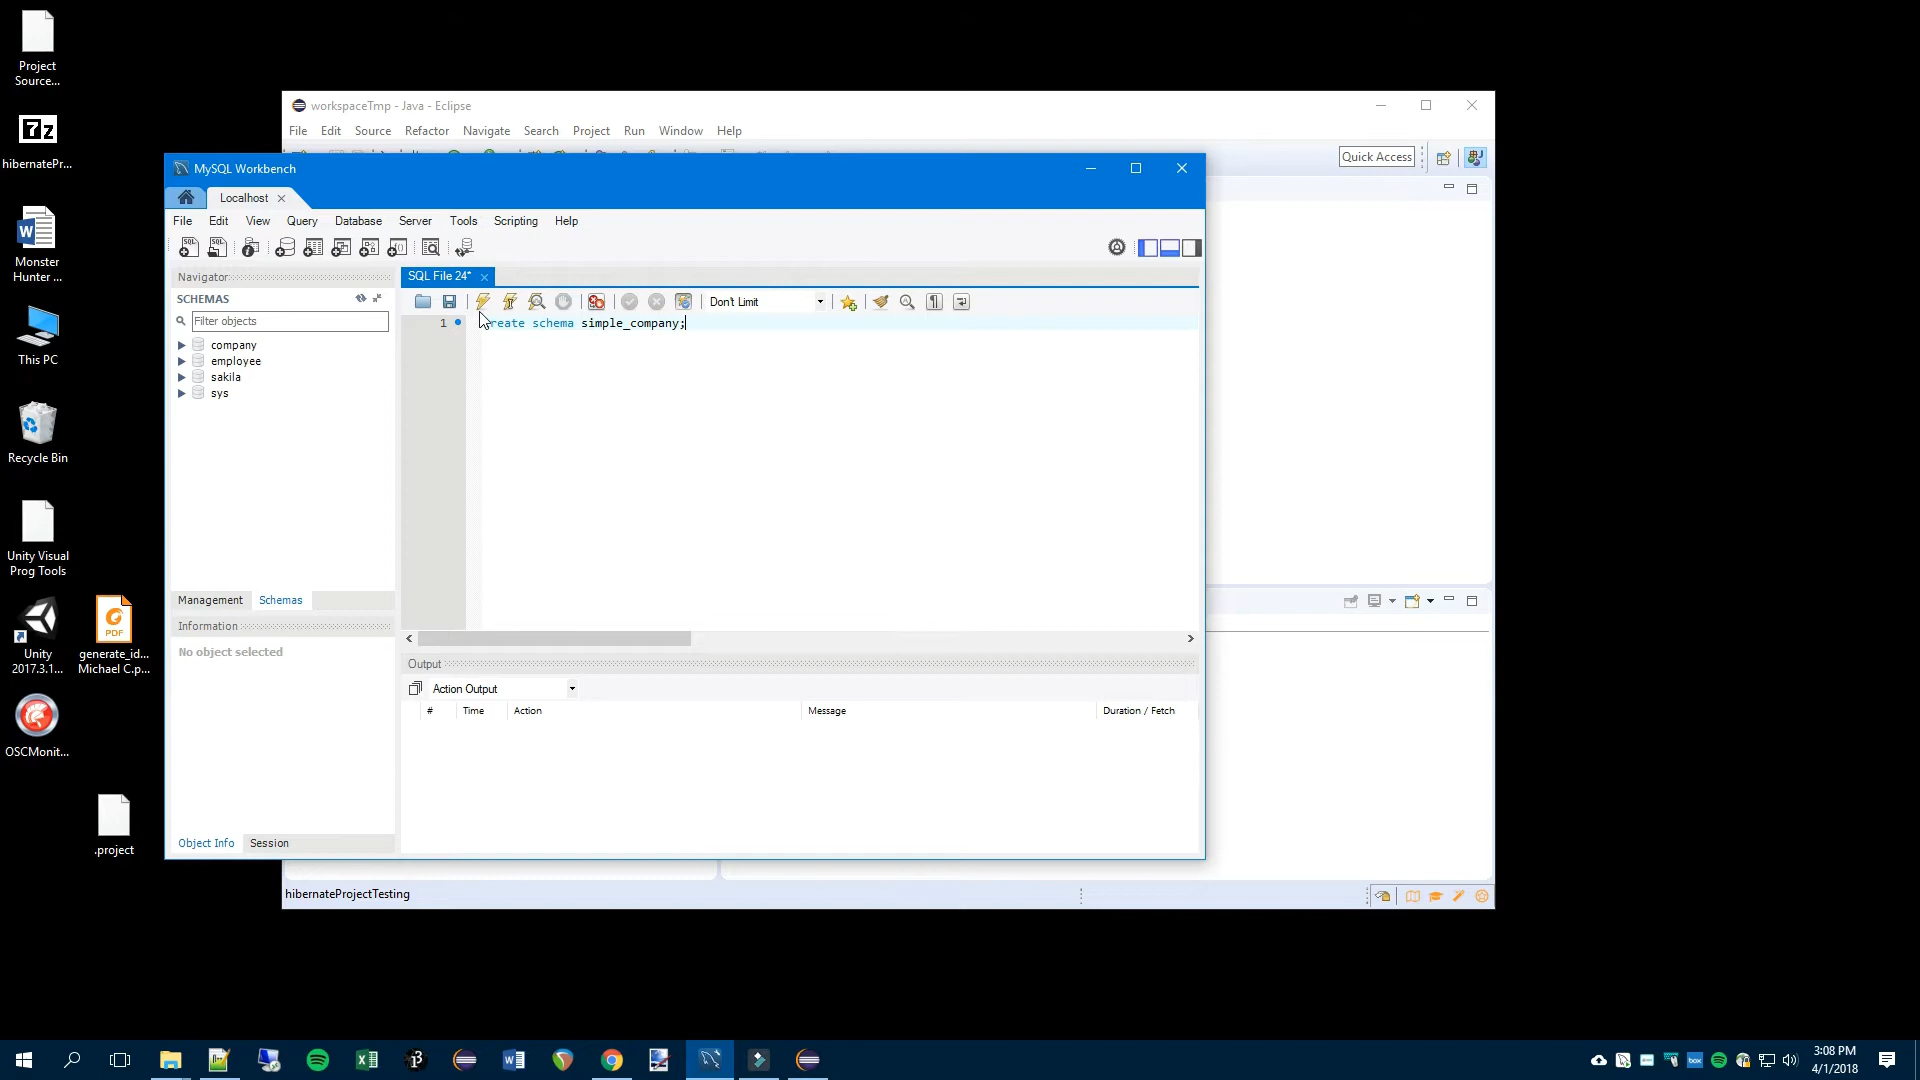 Project
Source...
7z
hibernatePr...
Monster
Hunter ...
This PC
Recycle Bin
Unity Visual
Prog Tools
Unity
2017.3.1...
PDF
generate_id...
Michael C.p...
OSCMonit...
.project
workspaceTmp - Java - Eclipse
File Edit Source Refactor Navigate Search Project Run Window Help
Quick Access
MySQL Workbench
Localhost
File Edit View Query Database Server Tools Scripting Help
Navigator
SCHEMAS
Filter objects
company
employee
sakila
sys
Management Schemas
Information
No object selected
Object Info Session
SQL File 24*
Don't Limit
1 create schema simple_company;
Output
Action Output
# Time Action Message Duration / Fetch
hibernateProjectTesting
3:08 PM
4/1/2018